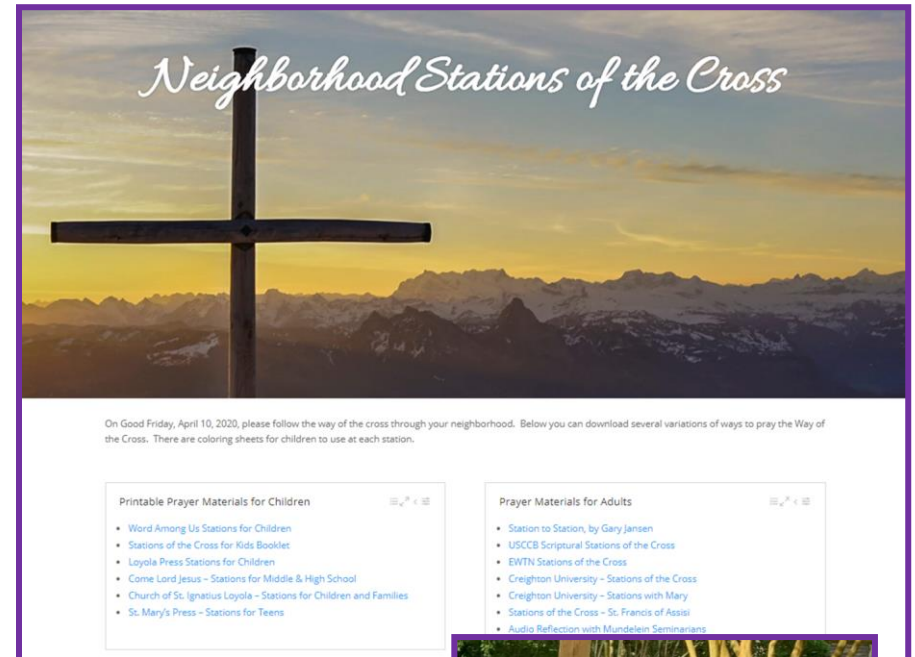 Neighborhood Stations of the Cross
On Good Friday, April 10, 2020, please follow the way of the cross through your neighborhood. Below you can download several variations of ways to pray the Way of
the Cross. There are coloring sheets for children to use at each station.
Printable Prayer Materials for Children
• Word Among Us Stations for Children
• Stations of the Cross for Kids Booklet
• Loyola Press Stations for Children
• Come Lord Jesus – Stations for Middle & High School
• Church of St. Ignatius Loyola – Stations for Children and Families
• St. Mary's Press – Stations for Teens
Prayer Materials for Adults
• Station to Station, by Gary Jansen
• USCCB Scriptural Stations of the Cross
• EWTN Stations of the Cross
• Creighton University – Stations of the Cross
• Creighton University – Stations with Mary
• Stations of the Cross – St. Francis of Assisi
• Audio Reflection with Mundelein Seminarians